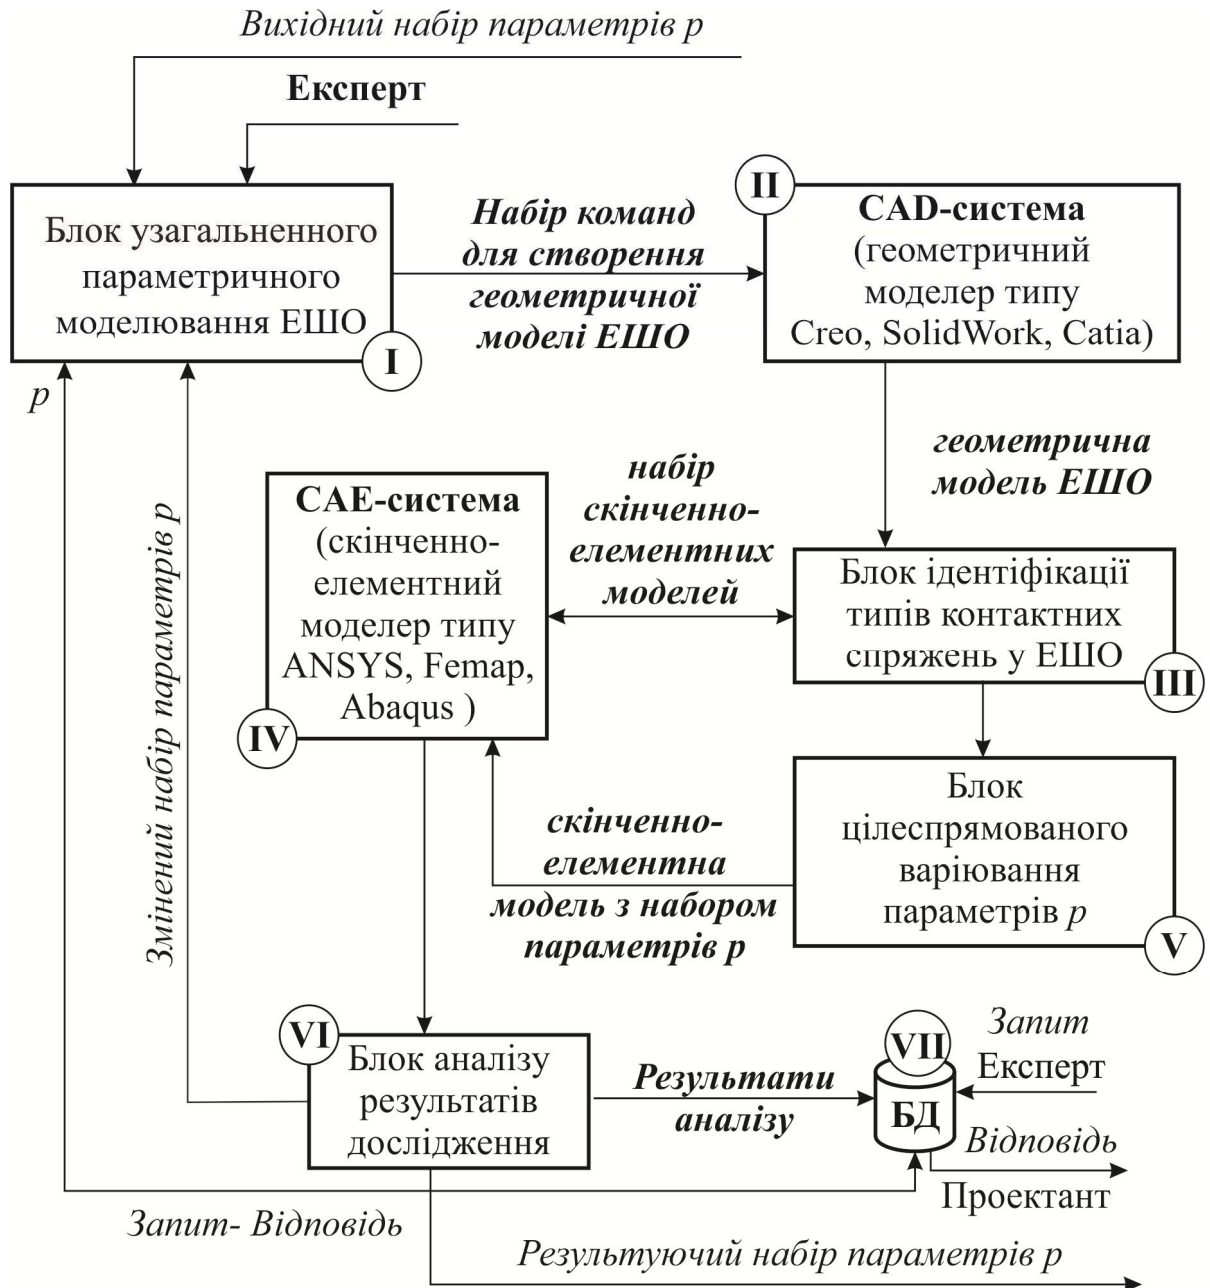 Вихідний набір параметрів p
Експерт
Блок узагальненного
параметричного
моделювання ЕШО
I
Набір команд
для створення
геометричної
моделі ЕШО
II
CAD-система
(геометричний
моделер типу
Creo, SolidWork, Catia)
p
Змінений набір параметрів p
геометрична
модель ЕШО
CAE-система
(скінченно-
елементний
моделер типу
ANSYS, Femap,
Abaqus )
IV
набір
скінченно-
елементних
моделей
Блок ідентіфікації
типів контактних
спряжень у ЕШО
III
Блок
цілеспрямованого
варіювання
параметрів p
V
скінченно-
елементна
модель з набором
параметрів p
VI
Блок аналізу
результатів
дослідження
Результати
аналізу
VII
БД
Запит
Експерт
Відповідь
Проектант
Запит- Відповідь
Результуючий набір параметрів p